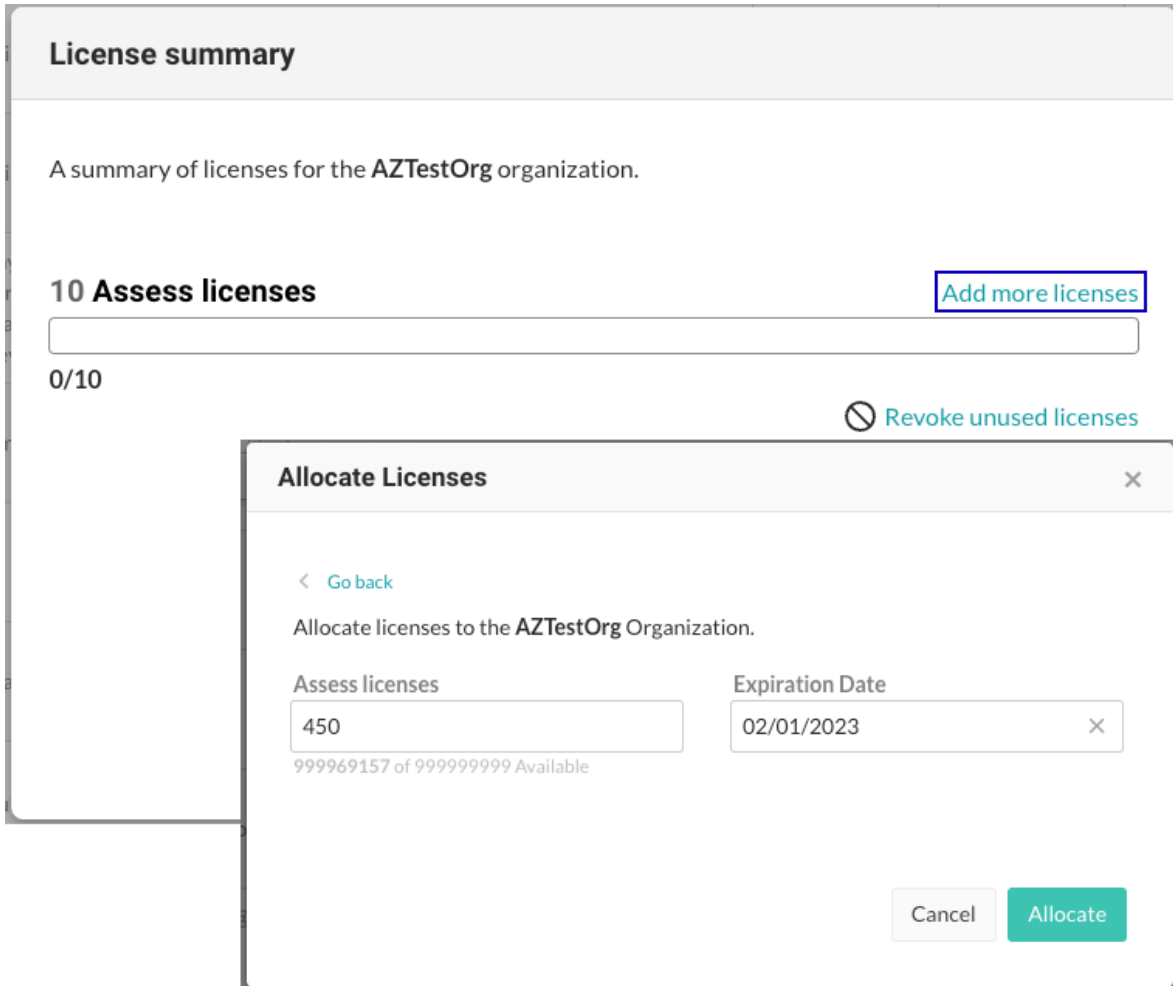 License summary
A summary of licenses for the AZTestOrg organization.
10 Assess licenses
Add more licenses
0/10
Revoke unused licenses
Allocate Licenses
Go back
Allocate licenses to the AZTestOrg Organization.
Assess licenses
Expiration Date
450
02/01/2023
999969157 of 999999999 Available
Cancel
Allocate